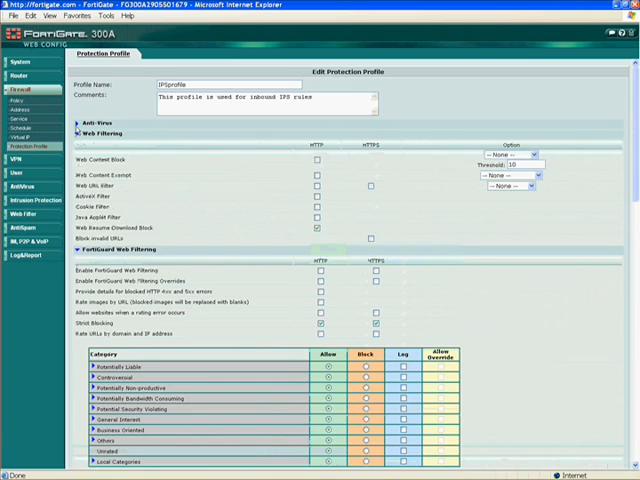 http://fortigate.com/ - FortiGate - FG300A2905501679 - Microsoft Internet Explorer
File Edit View Favorites Tools Help
FORTIGATE 300A
WEB CONFIG
System
Router
Firewall
Policy
Address
Service
Schedule
Virtual IP
Protection Profile
VPN
User
AntiVirus
Intrusion Protection
Web Filter
AntiSpam
IM, P2P & VoIP
Log&Report
Protection Profile
Edit Protection Profile
Profile Name: IPSprofile
Comments: This profile is used for inbound IPS rules
Anti-Virus
Web Filtering
HTTP HTTPS Option
Web Content Block -- None -- Threshold: 10
Web Content Exempt -- None --
Web URL Filter -- None --
ActiveX Filter
Cookie Filter
Java Applet Filter
Web Resume Download Block
Block Invalid URLs
FortiGuard Web Filtering
HTTP HTTPS
Enable FortiGuard Web Filtering
Enable FortiGuard Web Filtering Overrides
Provide details for blocked HTTP 4xx and 5xx errors
Rate images by URL (blocked images will be replaced with blanks)
Allow websites when a rating error occurs
Strict Blocking
Rate URLs by domain and IP address
Category Allow Block Log Allow Override
Potentially Liable
Controversial
Potentially Non-productive
Potentially Bandwidth Consuming
Potential Security Violating
General Interest
Business Oriented
Others
Unrated
Local Categories
Done Internet